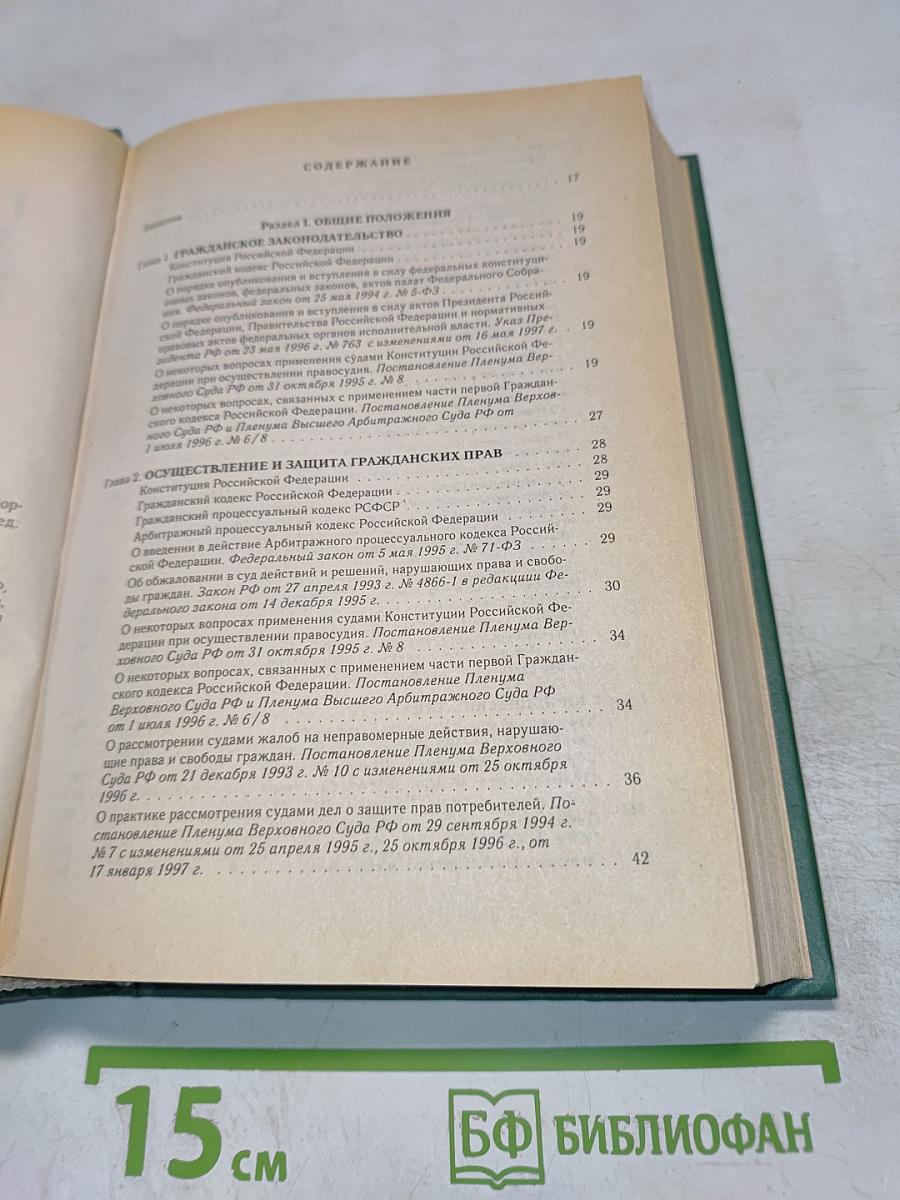 ор-
ед.
СОДЕРЖАНИЕ
Введение . . . . . . . . . . 17
Раздел 1. ОБЩИЕ ПОЛОЖЕНИЯ
Глава 1. ГРАЖДАНСКОЕ ЗАКОНОДАТЕЛЬСТВО . . . . . . . . . . 19
Конституция Российской Федерации . . . . . . . . . . 19
Гражданский кодекс Российской Федерации . . . . . . . . . . 19
О порядке опубликования и вступления в силу федеральных конституци-
онных законов, федеральных законов, актов палат Федерального Собра-
ния. Федеральный закон от 25 мая 1994 г. № 5-ФЗ . . . . . . . . . . 19
О порядке опубликования и вступления в силу актов Президента Россий-
ской Федерации, Правительства Российской Федерации и нормативных
правовых актов федеральных органов исполнительной власти. Указ Пре-
зидента РФ от 23 мая 1996 г. № 763 с изменениями от 16 мая 1997 г. . 19
О некоторых вопросах применения судами Конституции Российской Фе-
дерации при осуществлении правосудия. Постановление Пленума Вер-
ховного Суда РФ от 31 октября 1995 г. № 8 . . . . . . . . . . 19
О некоторых вопросах, связанных с применением части первой Граждан-
ского кодекса Российской Федерации. Постановление Пленума Верхов-
ного Суда РФ и Пленума Высшего Арбитражного Суда РФ от
1 июля 1996 г. № 6/8 . . . . . . . . . . 27
Глава 2. ОСУЩЕСТВЛЕНИЕ И ЗАЩИТА ГРАЖДАНСКИХ ПРАВ . . . . . . 28
Конституция Российской Федерации . . . . . . . . . . 28
Гражданский кодекс Российской Федерации . . . . . . . . . . 29
Гражданский процессуальный кодекс РСФСР . . . . . . . . . . 29
Арбитражный процессуальный кодекс Российской Федерации . . . . . . . . 29
О введении в действие Арбитражного процессуального кодекса Россий-
ской Федерации. Федеральный закон от 5 мая 1995 г. № 71-ФЗ . . . . . . 29
Об обжаловании в суд действий и решений, нарушающих права и свобо-
ды граждан. Закон РФ от 27 апреля 1993 г. № 4866-1 в редакциии Фе-
дерального закона от 14 декабря 1995 г. . . . . . . . . . . 30
О некоторых вопросах применения судами Конституции Российской Фе-
дерации при осуществлении правосудия. Постановление Пленума Вер-
ховного Суда РФ от 31 октября 1995 г. № 8 . . . . . . . . . . 34
О некоторых вопросах, связанных с применением части первой Граждан-
ского кодекса Российской Федерации. Постановление Пленума
Верховного Суда РФ и Пленума Высшего Арбитражного Суда РФ
от 1 июля 1996 г. № 6/8 . . . . . . . . . . 34
О рассмотрении судами жалоб на неправомерные действия, нарушаю-
щие права и свободы граждан. Постановление Пленума Верховного
Суда РФ от 21 декабря 1993 г. № 10 с изменениями от 25 октября
1996 г. . . . . . . . . . . 36
О практике рассмотрения судами дел о защите прав потребителей. По-
становление Пленума Верховного Суда РФ от 29 сентября 1994 г.
№ 7 с изменениями от 25 апреля 1995 г., 25 октября 1996 г., от
17 января 1997 г. . . . . . . . . . . 42
15 см
БФ БИБЛИОФАН